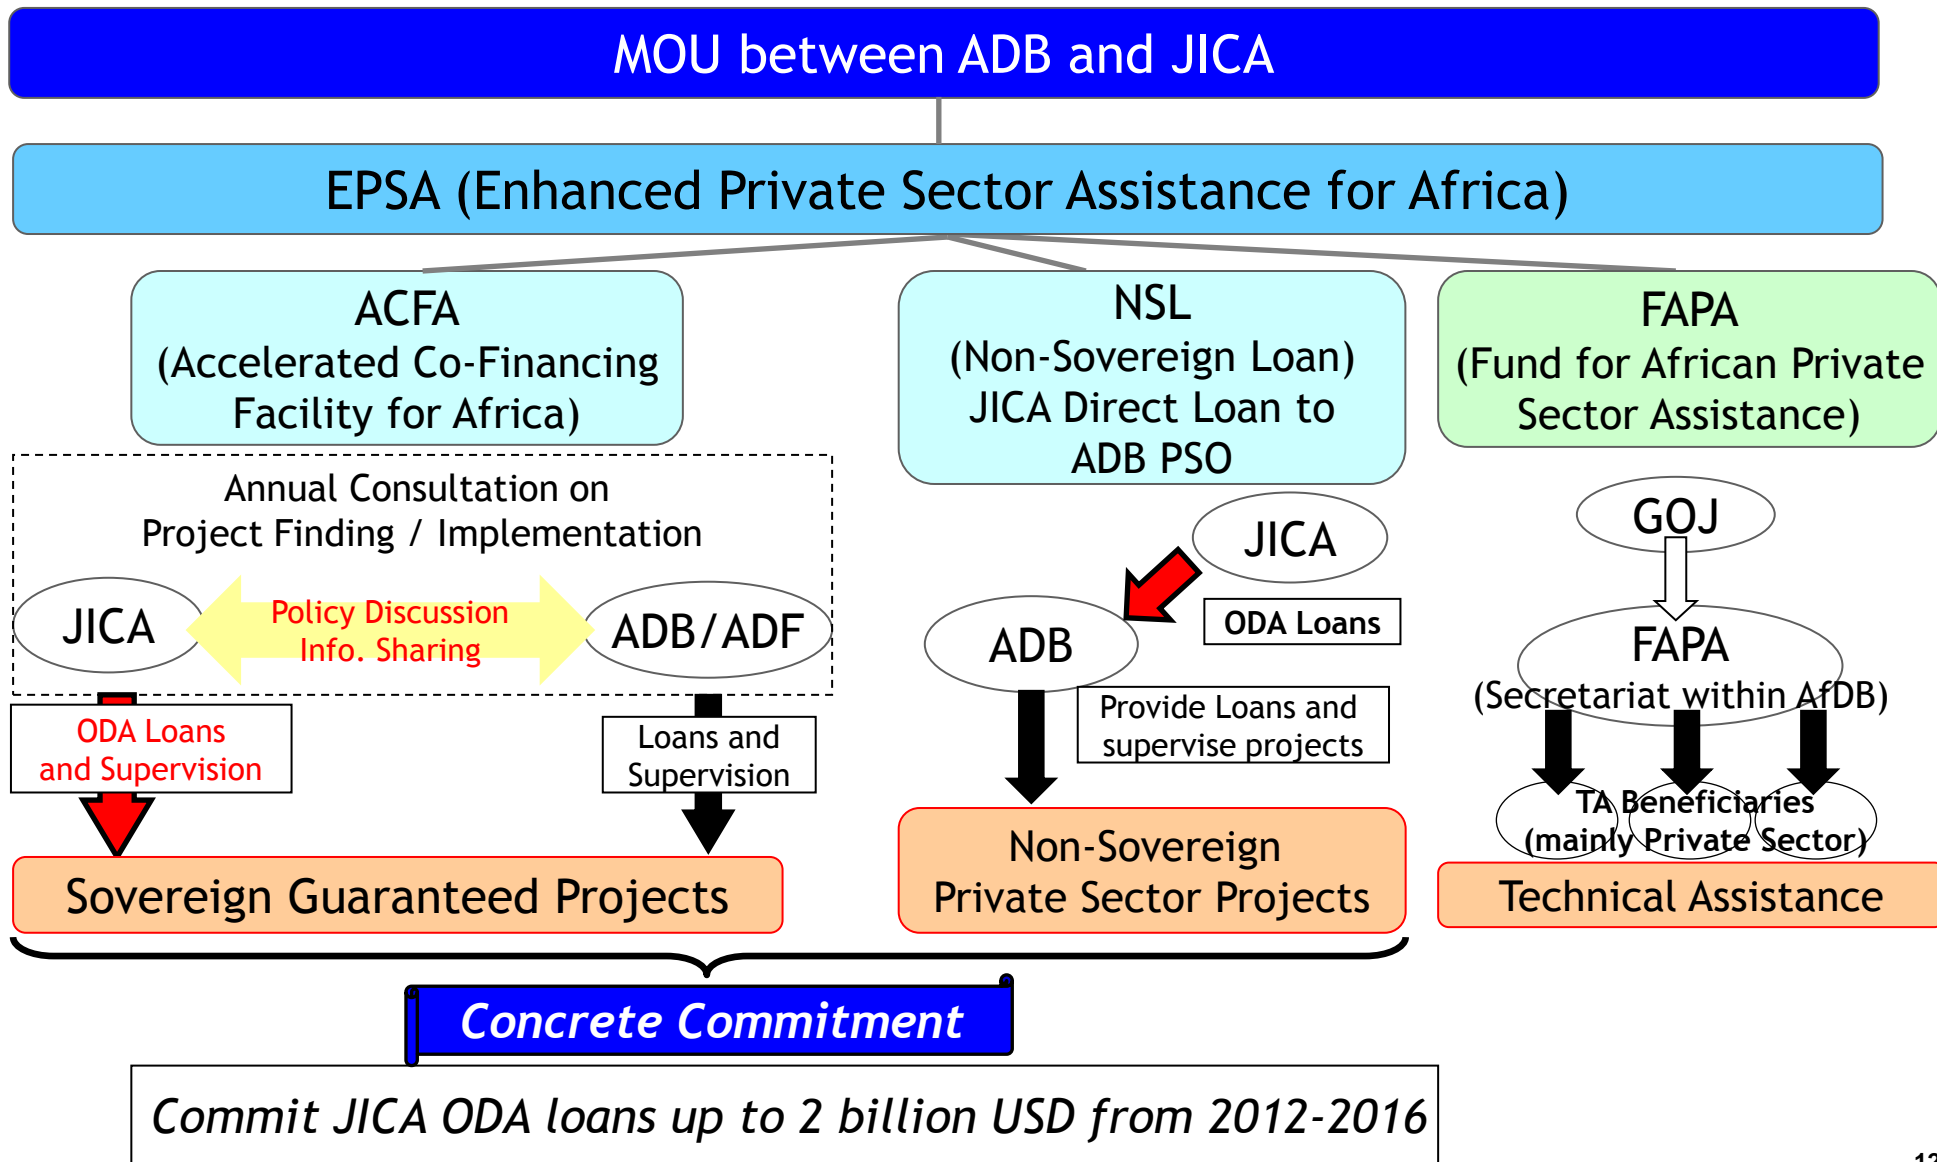 MOU between ADB and JICA
EPSA (Enhanced Private Sector Assistance for Africa)
ACFA
(Accelerated Co-Financing
Facility for Africa)
NSL
(Non-Sovereign Loan)
JICA Direct Loan to
ADB PSO
FAPA
(Fund for African Private
Sector Assistance)
Annual Consultation on
Project Finding / Implementation
JICA
Policy Discussion
Info. Sharing
ADB/ADF
ODA Loans
and Supervision
Loans and
Supervision
Sovereign Guaranteed Projects
JICA
ODA Loans
ADB
Provide Loans and
supervise projects
Non-Sovereign
Private Sector Projects
GOJ
FAPA
(Secretariat within AfDB)
TA Beneficiaries
(mainly Private Sector)
Technical Assistance
Concrete Commitment
Commit JICA ODA loans up to 2 billion USD from 2012-2016